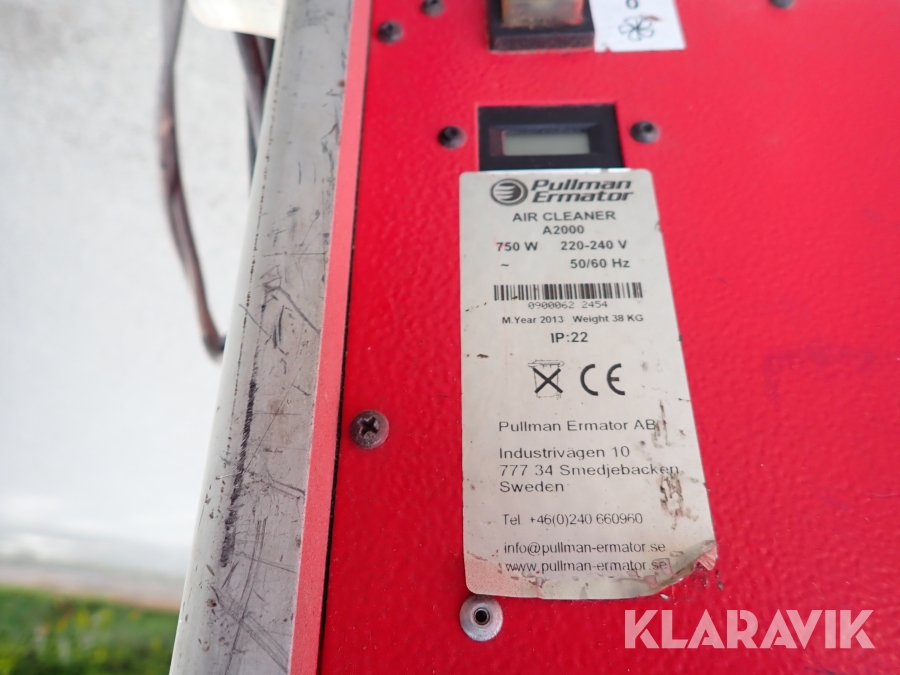 0
Pullman
Ermator
AIR CLEANER
A2000
750 W 220-240 V
~ 50/60 Hz
0900062 2454
M.Year 2013 Weight 38 KG
IP:22
CE
Pullman Ermator AB
Industrivägen 10
777 34 Smedjebacken
Sweden
Tel +46(0)240 660960
info@pullman-ermator.se
www.pullman-ermator.se
KLARAVIK